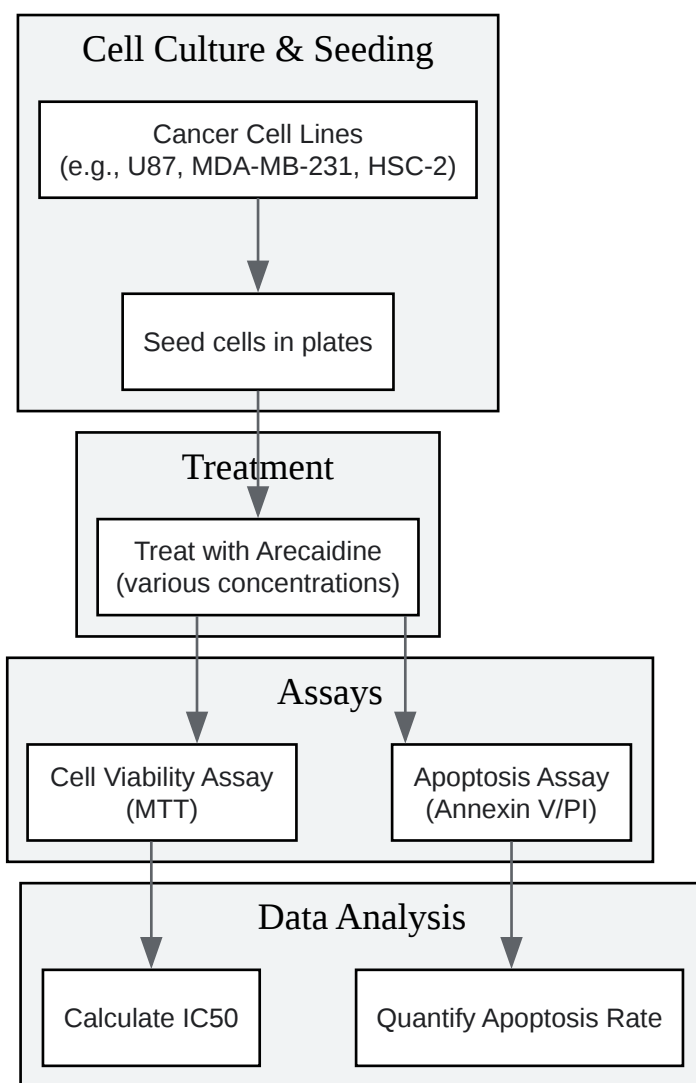 Cell Culture & Seeding
Cancer Cell Lines
(e.g., U87, MDA-MB-231, HSC-2)
Seed cells in plates
Treatment
Treat with Arecaidine
(various concentrations)
Assays
Cell Viability Assay
(MTT)
Apoptosis Assay
(Annexin V/PI)
Data Analysis
Calculate IC50
Quantify Apoptosis Rate